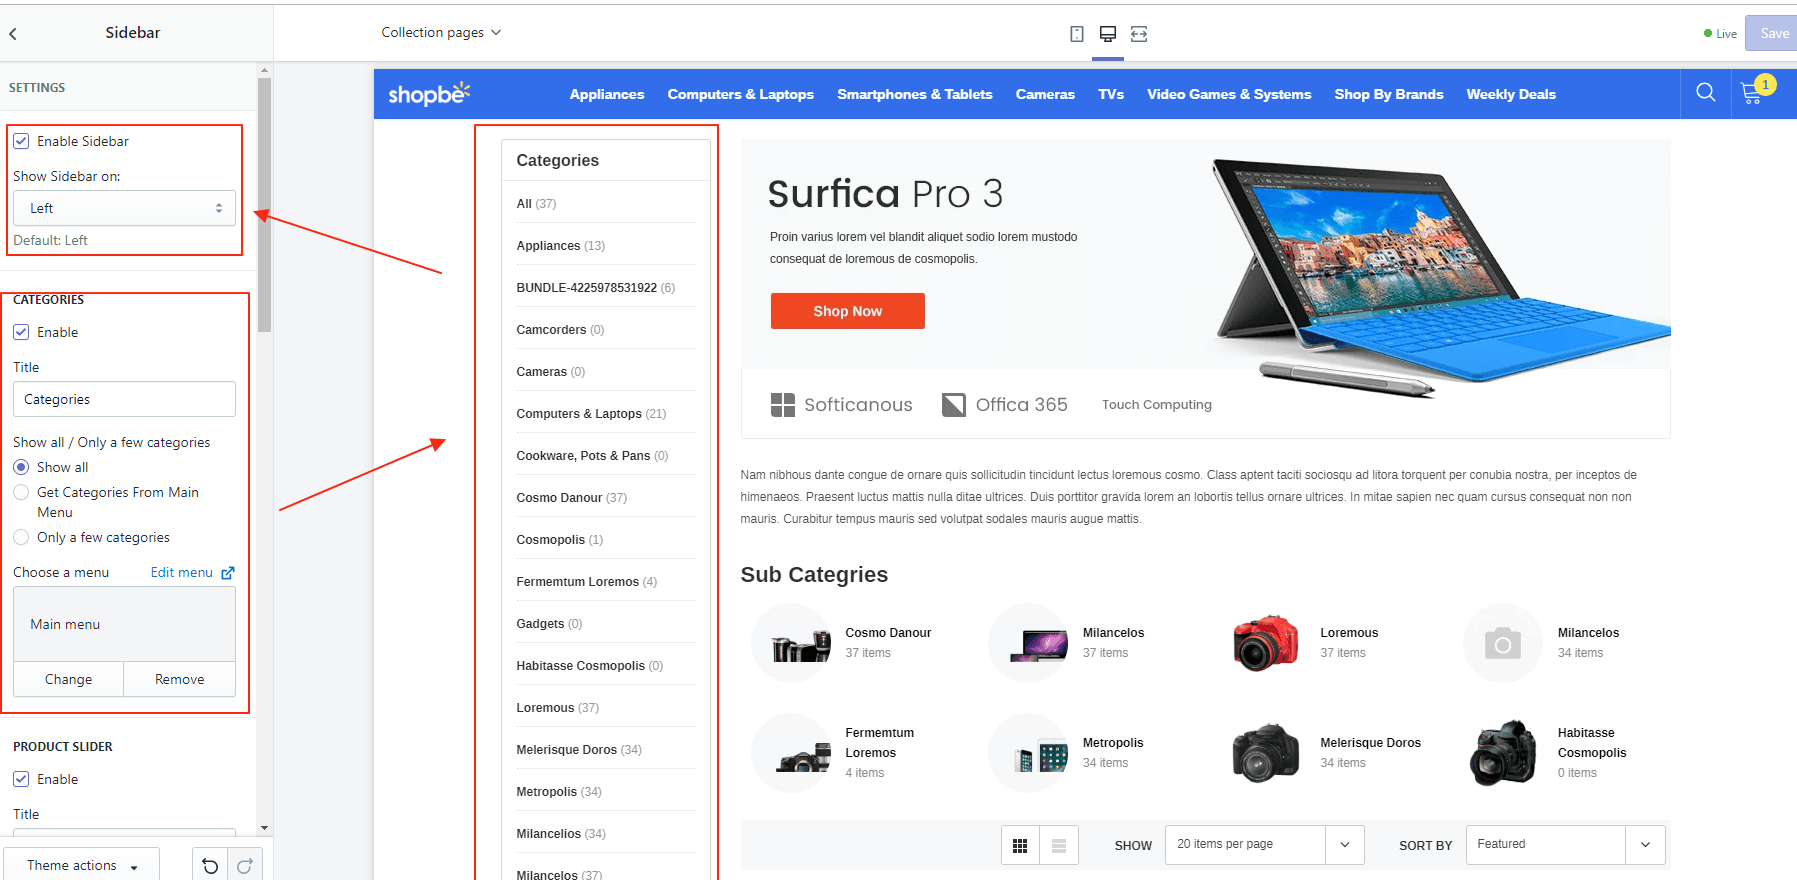 Sidebar
Collection pages
Live
Save
SETTINGS
Enable Sidebar
Show Sidebar on:
Left
Default: Left
CATEGORIES
Enable
Title
Categories
Show all / Only a few categories
Show all
Get Categories From Main
Menu
Only a few categories
Choose a menu
Edit menu
Main menu
Change
Remove
PRODUCT SLIDER
Enable
Title
Theme actions
shopbe
Appliances
Computers & Laptops
Smartphones & Tablets
Cameras
TVs
Video Games & Systems
Shop By Brands
Weekly Deals
1
Categories
All (37)
Appliances (13)
BUNDLE-4225978531922 (6)
Camcorders (0)
Cameras (0)
Computers & Laptops (21)
Cookware, Pots & Pans (0)
Cosmo Danour (37)
Cosmopolis (1)
Fermemtum Loremos (4)
Gadgets (0)
Habitasse Cosmopolis (0)
Loremous (37)
Melerisque Doros (34)
Metropolis (34)
Milancelios (34)
Milancelos (37)
Surfica Pro 3
Proin varius lorem vel blandit aliquet sodio lorem mustodo
consequat de loremous de cosmopolis.
Shop Now
Softicanous
Offica 365
Touch Computing
Nam nibhous dante congue de ornare quis sollicitudin tincidunt lectus loremous cosmo. Class aptent taciti sociosqu ad litora torquent per conubia nostra, per inceptos de
himenaeos. Praesent luctus mattis nulla ditae ultrices. Duis porttitor gravida lorem an lobortis tellus ornare ultrices. In mitae sapien nec quam cursus consequat non non
mauris. Curabitur tempus mauris sed volutpat sodales mauris augue mattis.
Sub Categries
Cosmo Danour
37 items
Milancelos
37 items
Loremous
37 items
Milancelos
34 items
Fermemtum
Loremos
4 items
Metropolis
34 items
Melerisque Doros
34 items
Habitasse
Cosmopolis
0 items
SHOW
20 items per page
SORT BY
Featured